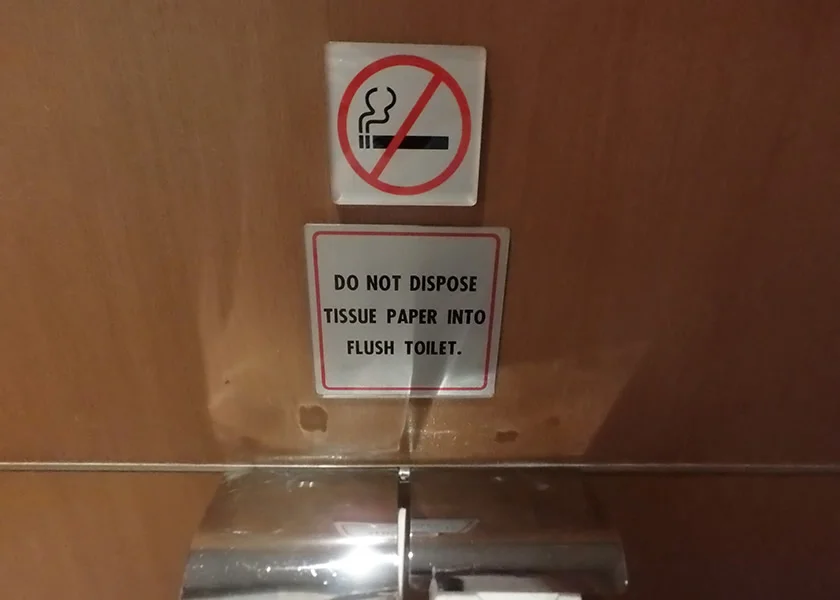 DO NOT DISPOSE
TISSUE PAPER INTO
FLUSH TOILET.